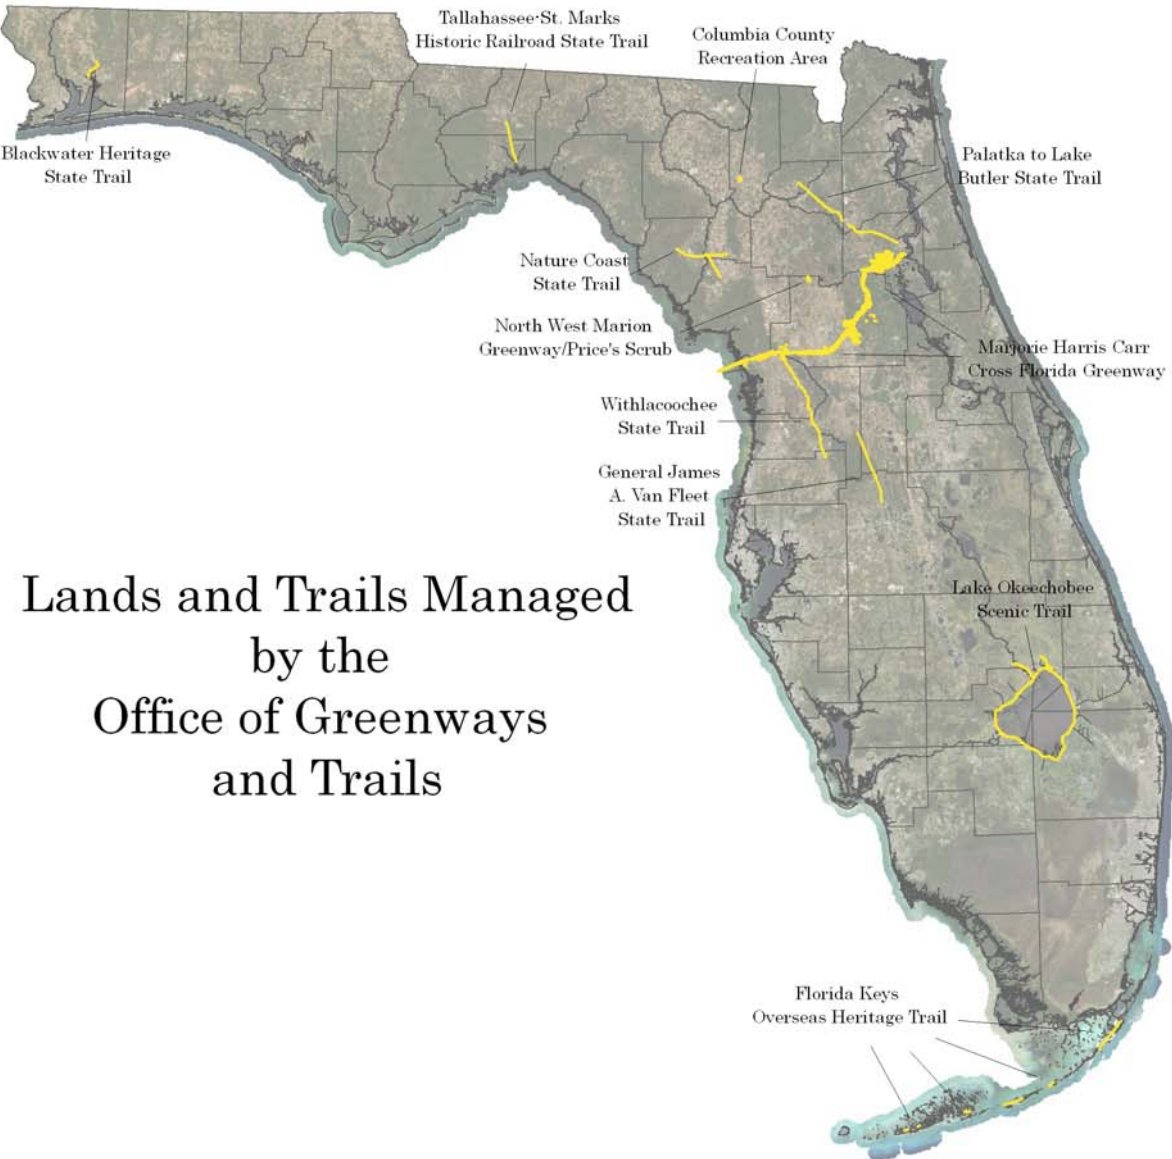 Tallahassee-St. Marks
Historic Railroad State Trail
Columbia County
Recreation Area
Blackwater Heritage
State Trail
Palatka to Lake
Butler State Trail
Nature Coast
State Trail
North West Marion
Greenway/Price's Scrub
Marjorie Harris Carr
Cross Florida Greenway
Withlacoochee
State Trail
General James
A. Van Fleet
State Trail
Lands and Trails Managed
by the
Office of Greenways
and Trails
Lake Okeechobee
Scenic Trail
Florida Keys
Overseas Heritage Trail